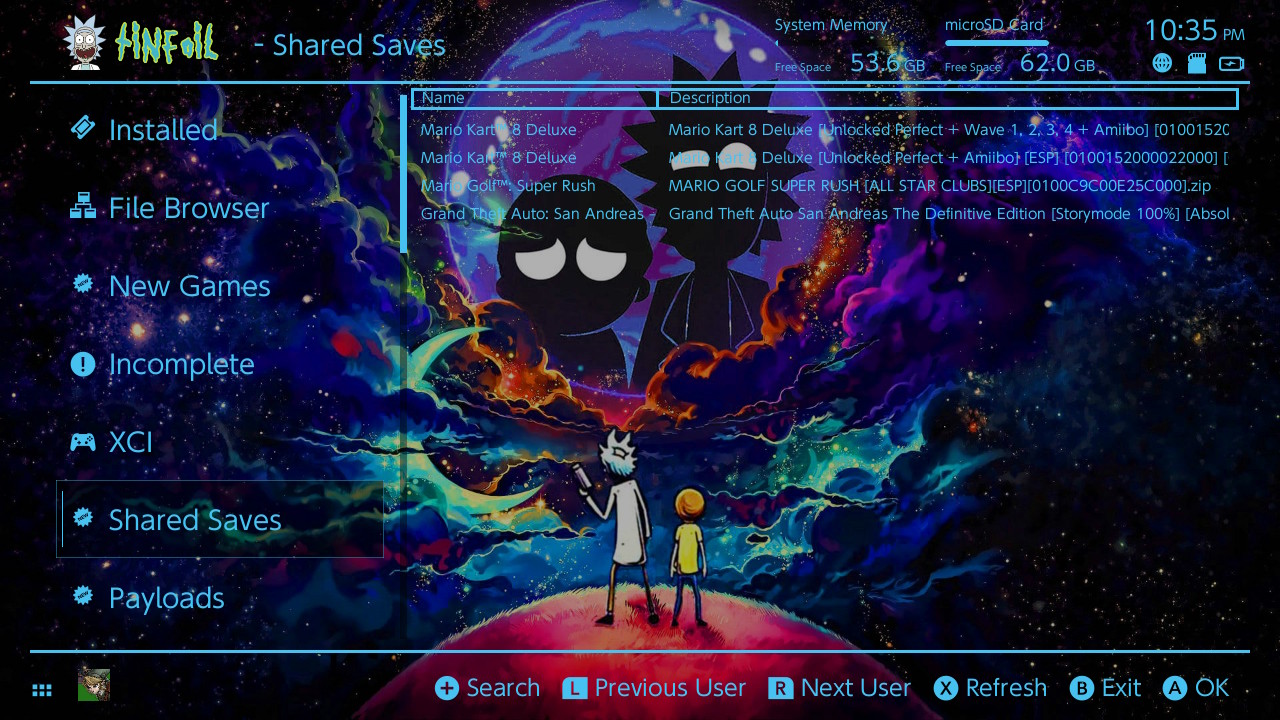 tinfoil - Shared Saves
System Memory microSD Card 10:35 PM
Free Space 53.6 GB Free Space 62.0 GB
Name Description
Mario Kart™ 8 Deluxe Mario Kart 8 Deluxe [Unlocked Perfect + Wave 1, 2, 3, 4 + Amiibo] [01001520
Mario Kart™ 8 Deluxe Mario Kart 8 Deluxe [Unlocked Perfect + Amiibo] [ESP] [0100152000022000] [
Mario Golf™: Super Rush MARIO GOLF SUPER RUSH [ALL STAR CLUBS][ESP][0100C9C00E25C000].zip
Grand Theft Auto: San Andreas - Grand Theft Auto San Andreas The Definitive Edition [Storymode 100%] [Absol
Installed
File Browser
New Games
Incomplete
XCI
Shared Saves
Payloads
+ Search L Previous User R Next User X Refresh B Exit A OK